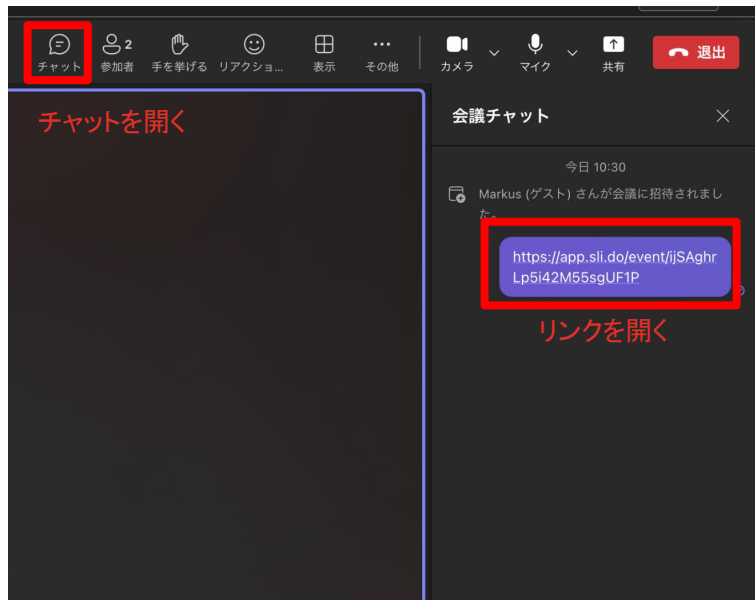 チャット
2
参加者
手を挙げる
リアクショ...
表示
その他
カメラ
マイク
共有
退出
チャットを開く
会議チャット
今日 10:30
Markus (ゲスト) さんが会議に招待されまし
た。
https://app.sli.do/event/ijSAghr
Lp5i42M55sgUF1P
リンクを開く